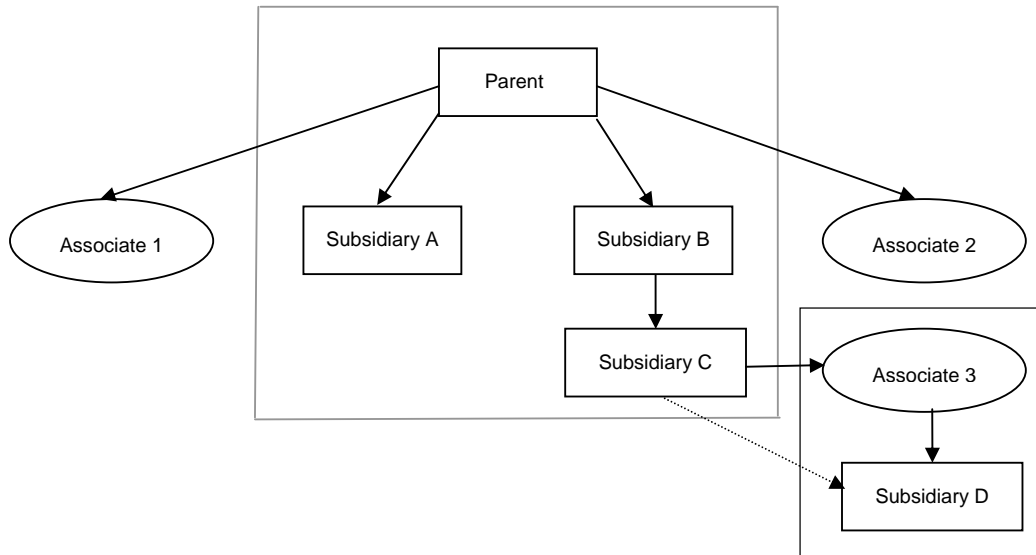 Parent
Associate 1
Subsidiary A
Subsidiary B
Associate 2
Subsidiary C
Associate 3
Subsidiary D